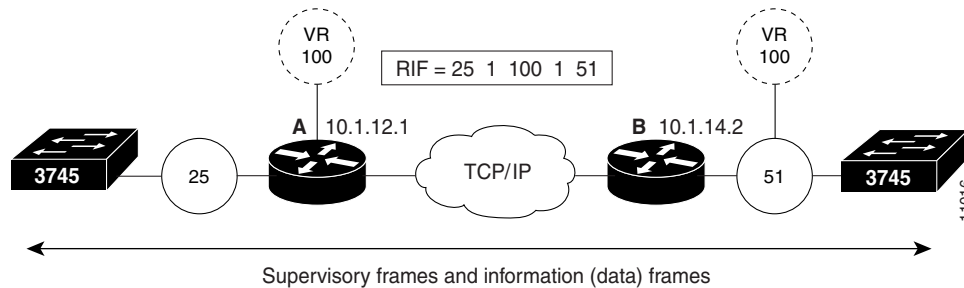 VR
100
VR
100
RIF = 25 1 100 1 51
A 10.1.12.1
B 10.1.14.2
3745
25
TCP/IP
51
3745
Supervisory frames and information (data) frames